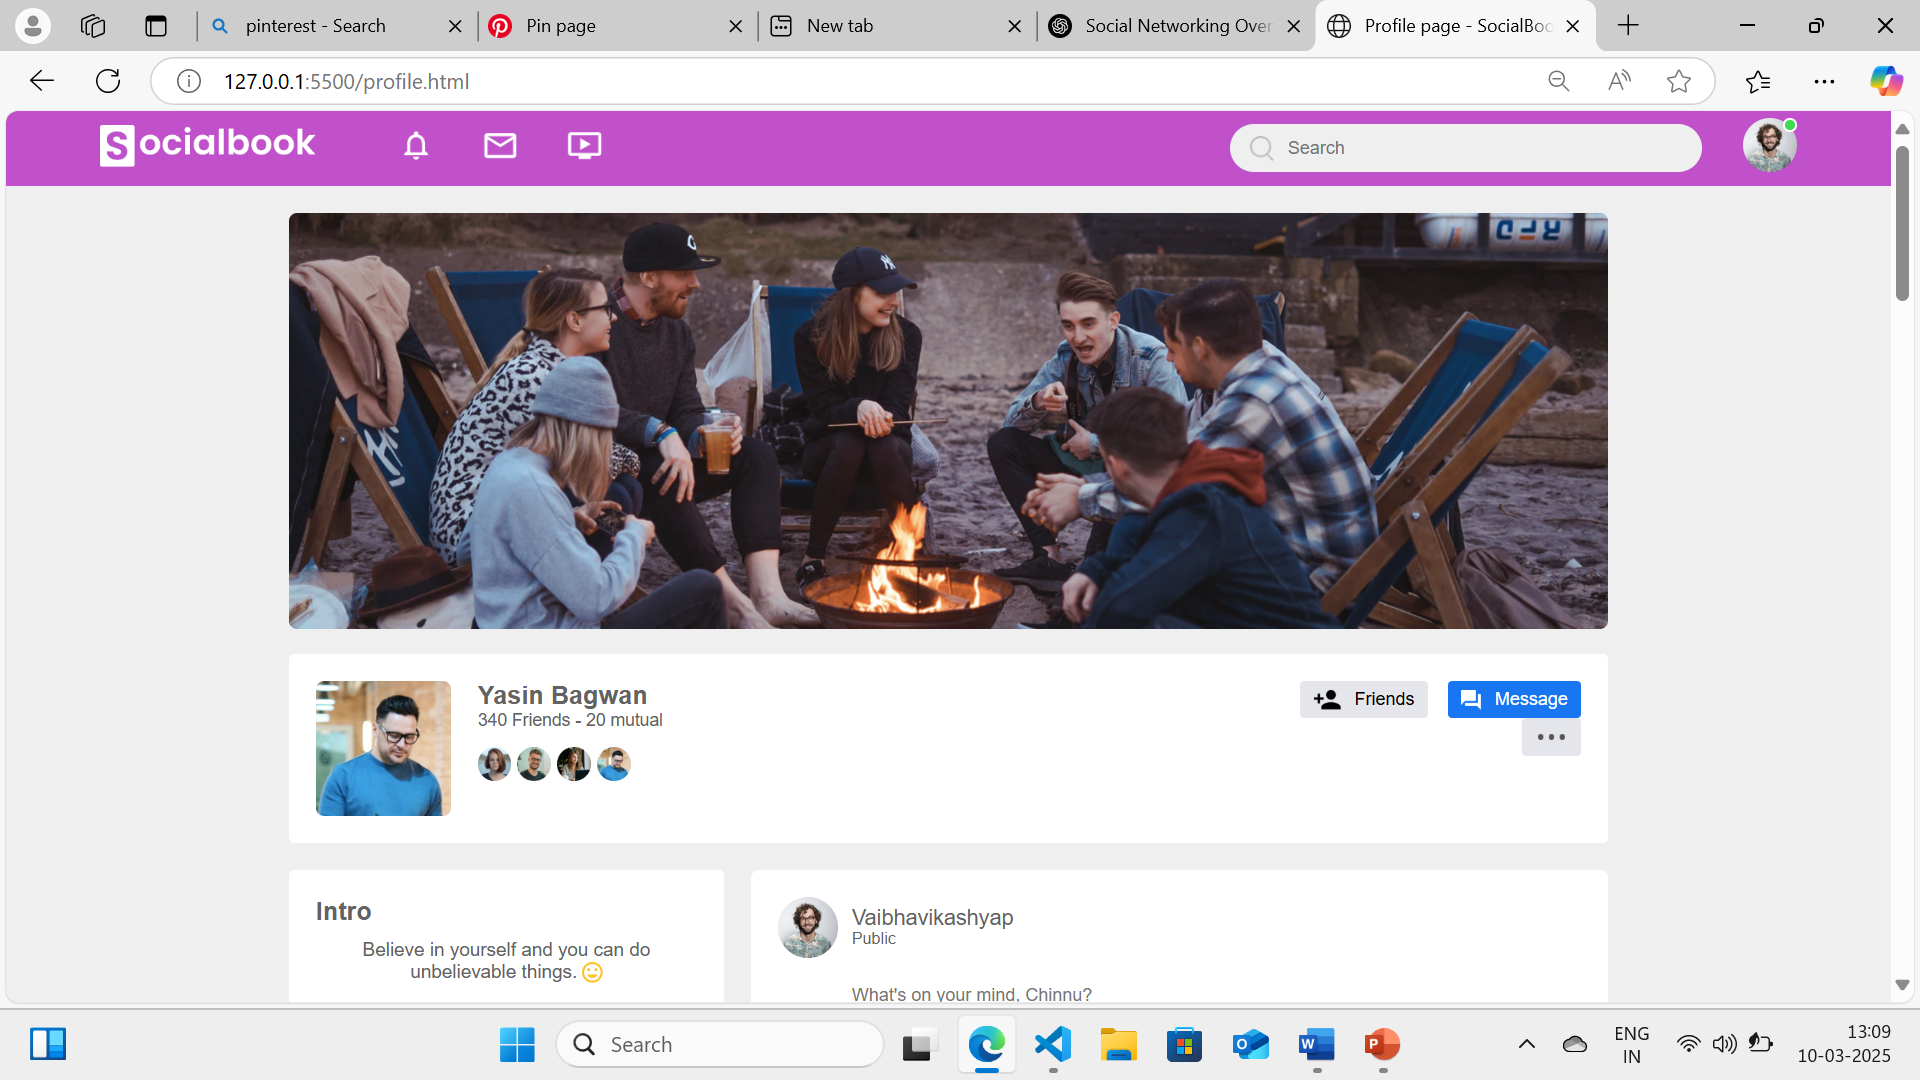 pinterest - Search
Pin page
New tab
Social Networking Over
Profile page - SocialBoo
127.0.0.1:5500/profile.html
Socialbook
Search
Yasin Bagwan
340 Friends - 20 mutual
Friends
Message
Intro
Believe in yourself and you can do
unbelievable things.
Vaibhavikashyap
Public
What's on your mind, Chinnu?
Search
ENG
IN
13:09
10-03-2025